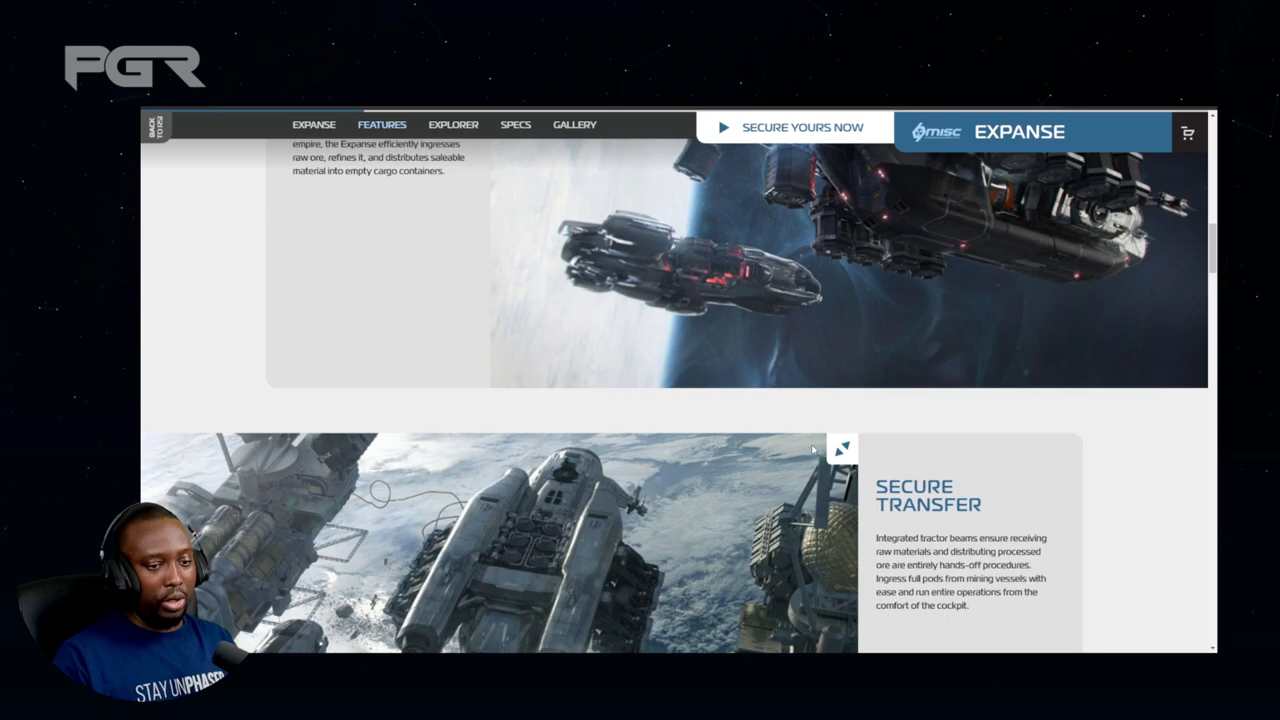 PGR
BACK
TO RSI
EXPANSE
FEATURES
EXPLORER
SPECS
GALLERY
SECURE YOURS NOW
MISC
EXPANSE
empire, the Expanse efficiently ingresses
raw ore, refines it, and distributes saleable
material into empty cargo containers.
SECURE
TRANSFER
Integrated tractor beams ensure receiving
raw materials and distributing processed
ore are entirely hands-off procedures.
Ingress full pods from mining vessels with
ease and run entire operations from the
comfort of the cockpit.
STAY UNPHASED